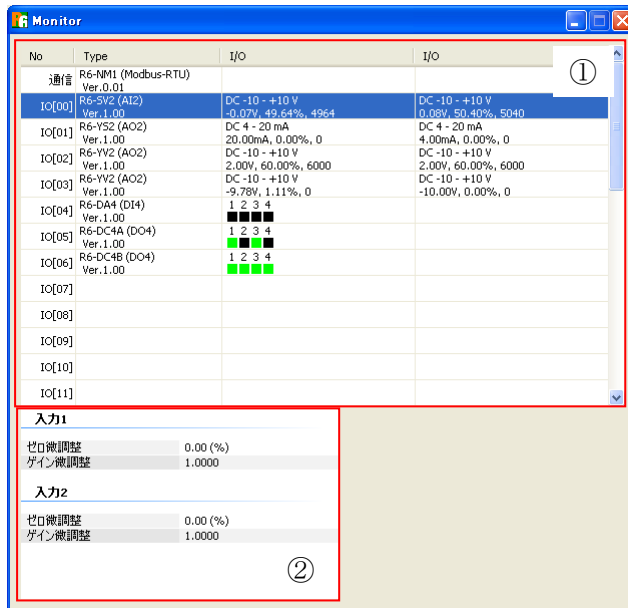 R6 Monitor
No Type I/O I/O
①
通信 R6-NM1 (Modbus-RTU)
Ver.0.01
IO[00] R6-SV2 (AI2) DC -10 - +10 V DC -10 - +10 V
Ver.1.00 -0.07V, 49.64%, 4964 0.08V, 50.40%, 5040
IO[01] R6-YS2 (AO2) DC 4 - 20 mA DC 4 - 20 mA
Ver.1.00 20.00mA, 0.00%, 0 4.00mA, 0.00%, 0
IO[02] R6-YV2 (AO2) DC -10 - +10 V DC -10 - +10 V
Ver.1.00 2.00V, 60.00%, 6000 2.00V, 60.00%, 6000
IO[03] R6-YV2 (AO2) DC -10 - +10 V DC -10 - +10 V
Ver.1.00 -9.78V, 1.11%, 0 -10.00V, 0.00%, 0
IO[04] R6-DA4 (DI4) 1 2 3 4
Ver.1.00
IO[05] R6-DC4A (DO4) 1 2 3 4
Ver.1.00
IO[06] R6-DC4B (DO4) 1 2 3 4
Ver.1.00
IO[07]
IO[08]
IO[09]
IO[10]
IO[11]
入力1
ゼロ微調整 0.00 (%)
ゲイン微調整 1.0000
入力2
ゼロ微調整 0.00 (%)
ゲイン微調整 1.0000
②